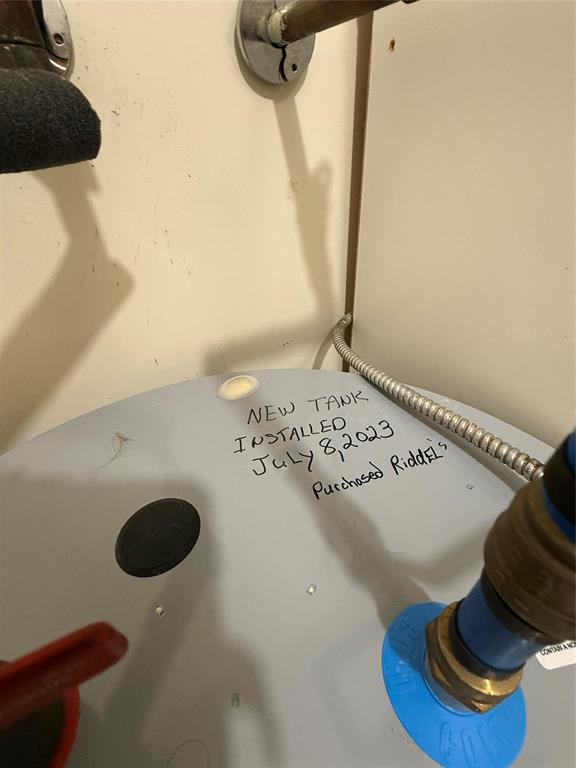 NEW TANK
INSTALLED
July 8, 2023
Purchased RiddEL's